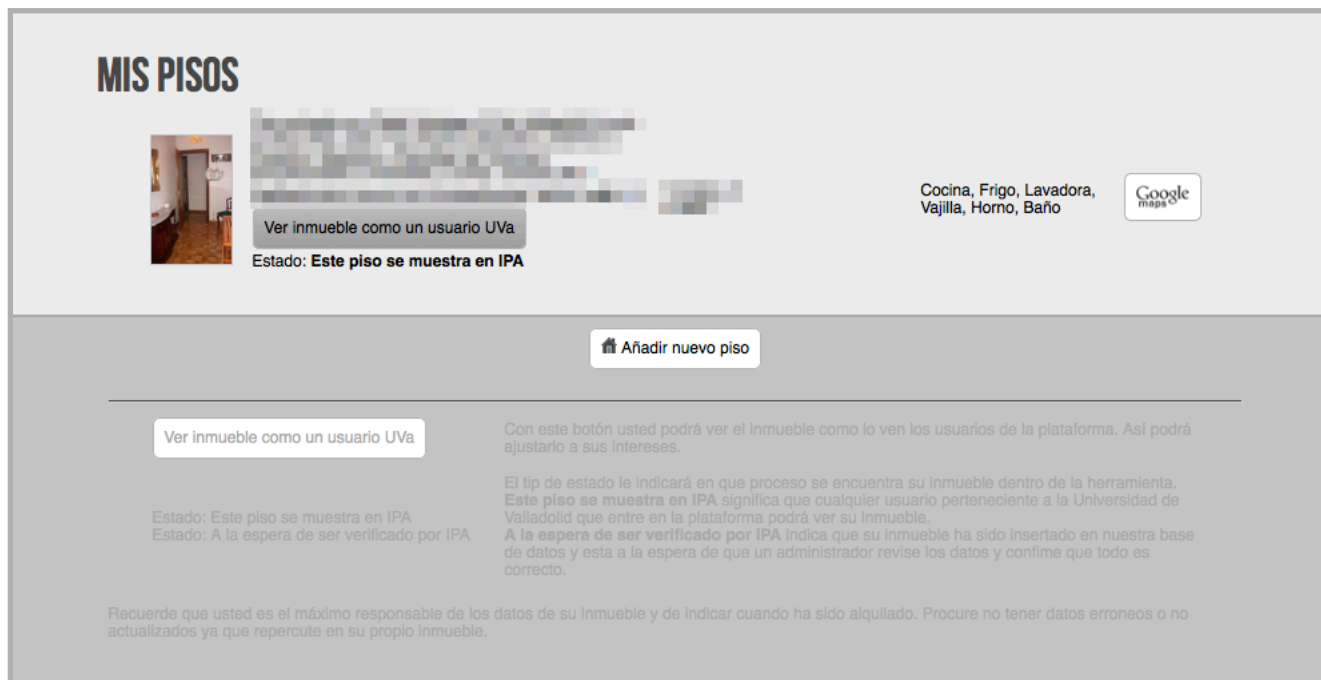 MIS PISOS
Cocina, Frigo, Lavadora,
Vajilla, Horno, Baño
Google
maps
Ver inmueble como un usuario UVa
Estado: Este piso se muestra en IPA
Añadir nuevo piso
Ver inmueble como un usuario UVa
Con este botón usted podrá ver el inmueble como lo ven los usuarios de la plataforma. Así podrá
ajustarlo a sus intereses.
El tip de estado le indicará en que proceso se encuentra su inmueble dentro de la herramienta.
Este piso se muestra en IPA significa que cualquier usuario perteneciente a la Universidad de
Valladolid que entre en la plataforma podrá ver su inmueble.
Estado: Este piso se muestra en IPA
Estado: A la espera de ser verificado por IPA
A la espera de ser verificado por IPA indica que su inmueble ha sido insertado en nuestra base
de datos y esta a la espera de que un administrador revise los datos y confime que todo es
correcto.
Recuerde que usted es el máximo responsable de los datos de su inmueble y de indicar cuando ha sido alquilado. Procure no tener datos erroneos o no
actualizados ya que repercute en su propio inmueble.